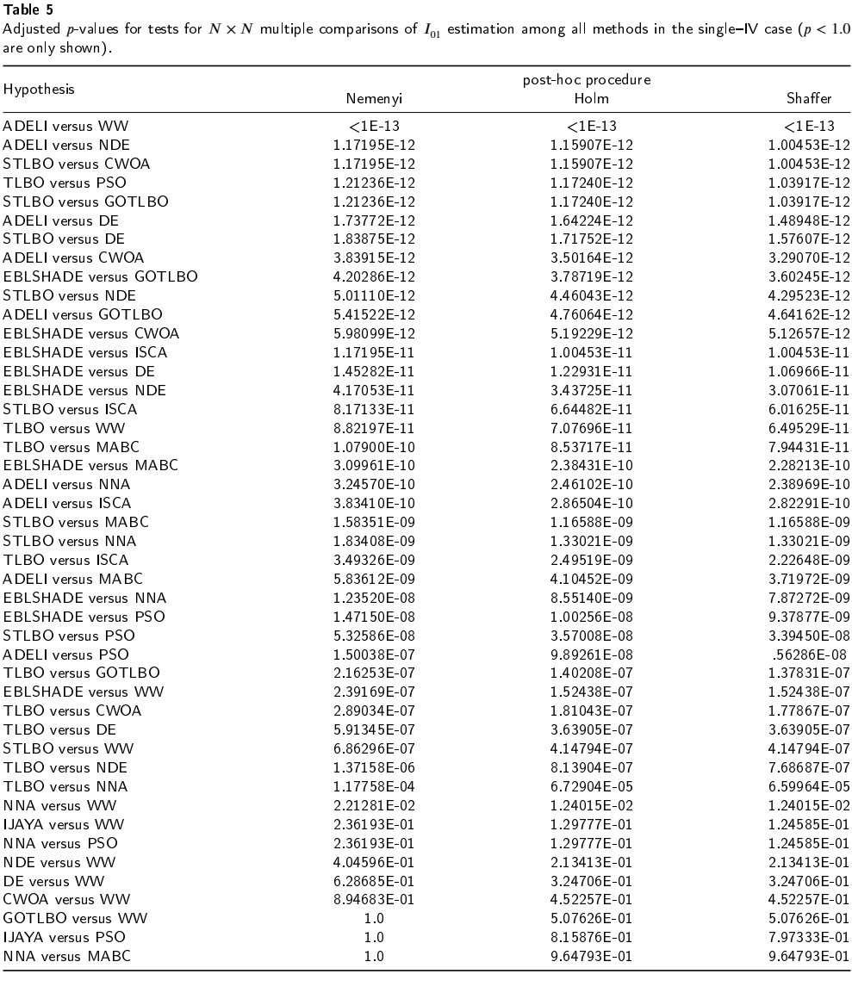 Table 5
Adjusted p-values for tests for N × N multiple comparisons of I₀₁ estimation among all methods in the single−IV case (p < 1.0
are only shown).
Hypothesis post-hoc procedure
Nemenyi Holm Shaffer
ADELI versus WW <1E-13 <1E-13 <1E-13
ADELI versus NDE 1.17195E-12 1.15907E-12 1.00453E-12
STLBO versus CWOA 1.17195E-12 1.15907E-12 1.00453E-12
TLBO versus PSO 1.21236E-12 1.17240E-12 1.03917E-12
STLBO versus GOTLBO 1.21236E-12 1.17240E-12 1.03917E-12
ADELI versus DE 1.73772E-12 1.64224E-12 1.48948E-12
STLBO versus DE 1.83875E-12 1.71752E-12 1.57607E-12
ADELI versus CWOA 3.83915E-12 3.50164E-12 3.29070E-12
EBLSHADE versus GOTLBO 4.20286E-12 3.78719E-12 3.60245E-12
STLBO versus NDE 5.01110E-12 4.46043E-12 4.29523E-12
ADELI versus GOTLBO 5.41522E-12 4.76064E-12 4.64162E-12
EBLSHADE versus CWOA 5.98099E-12 5.19229E-12 5.12657E-12
EBLSHADE versus ISCA 1.17195E-11 1.00453E-11 1.00453E-11
EBLSHADE versus DE 1.45282E-11 1.22931E-11 1.06966E-11
EBLSHADE versus NDE 4.17053E-11 3.43725E-11 3.07061E-11
STLBO versus ISCA 8.17133E-11 6.64482E-11 6.01625E-11
TLBO versus WW 8.82197E-11 7.07696E-11 6.49529E-11
TLBO versus MABC 1.07900E-10 8.53717E-11 7.94431E-11
EBLSHADE versus MABC 3.09961E-10 2.38431E-10 2.28213E-10
ADELI versus NNA 3.24570E-10 2.46102E-10 2.38969E-10
ADELI versus ISCA 3.83410E-10 2.86504E-10 2.82291E-10
STLBO versus MABC 1.58351E-09 1.16588E-09 1.16588E-09
STLBO versus NNA 1.83408E-09 1.33021E-09 1.33021E-09
TLBO versus ISCA 3.49326E-09 2.49519E-09 2.22648E-09
ADELI versus MABC 5.83612E-09 4.10452E-09 3.71972E-09
EBLSHADE versus NNA 1.23520E-08 8.55140E-09 7.87272E-09
EBLSHADE versus PSO 1.47150E-08 1.00256E-08 9.37877E-09
STLBO versus PSO 5.32586E-08 3.57008E-08 3.39450E-08
ADELI versus PSO 1.50038E-07 9.89261E-08 .56286E-08
TLBO versus GOTLBO 2.16253E-07 1.40208E-07 1.37831E-07
EBLSHADE versus WW 2.39169E-07 1.52438E-07 1.52438E-07
TLBO versus CWOA 2.89034E-07 1.81043E-07 1.77867E-07
TLBO versus DE 5.91345E-07 3.63905E-07 3.63905E-07
STLBO versus WW 6.86296E-07 4.14794E-07 4.14794E-07
TLBO versus NDE 1.37158E-06 8.13904E-07 7.68687E-07
TLBO versus NNA 1.17758E-04 6.72904E-05 6.59964E-05
NNA versus WW 2.21281E-02 1.24015E-02 1.24015E-02
IJAYA versus WW 2.36193E-01 1.29777E-01 1.24585E-01
NNA versus PSO 2.36193E-01 1.29777E-01 1.24585E-01
NDE versus WW 4.04596E-01 2.13413E-01 2.13413E-01
DE versus WW 6.28685E-01 3.24706E-01 3.24706E-01
CWOA versus WW 8.94683E-01 4.52257E-01 4.52257E-01
GOTLBO versus WW 1.0 5.07626E-01 5.07626E-01
IJAYA versus PSO 1.0 8.15876E-01 7.97333E-01
NNA versus MABC 1.0 9.64793E-01 9.64793E-01